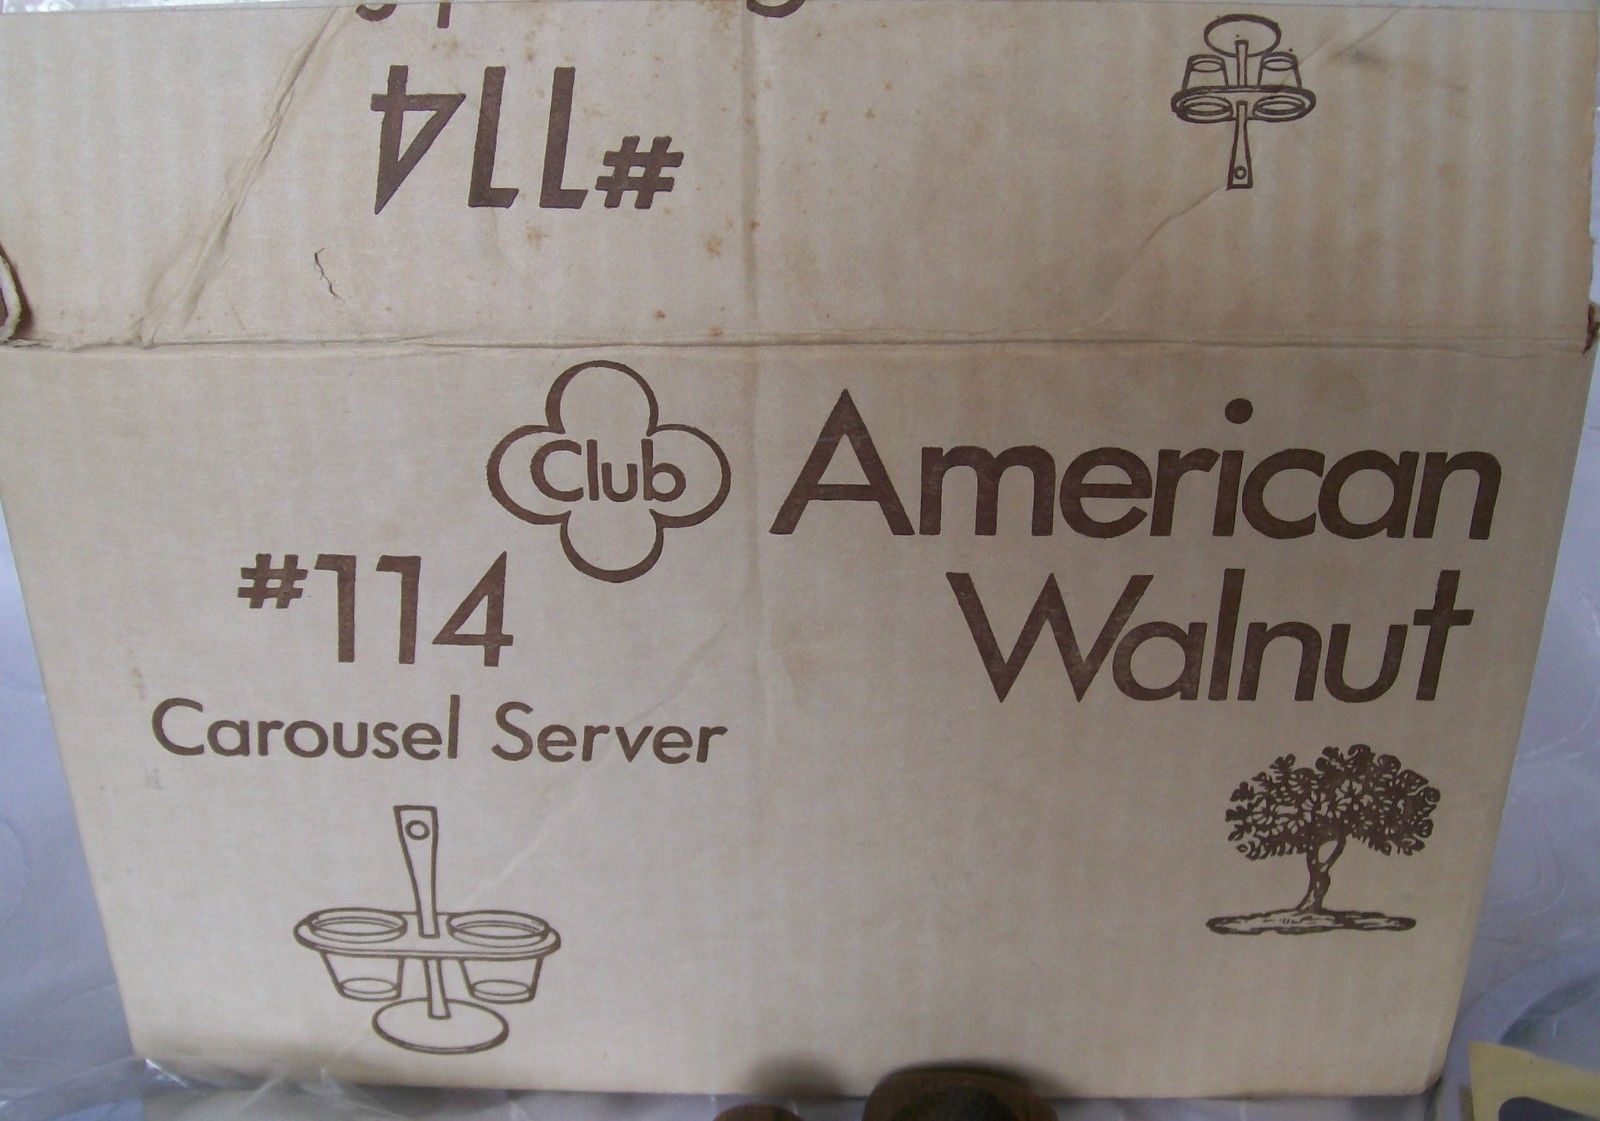 #114
Club
American
Walnut
#114
Carousel Server